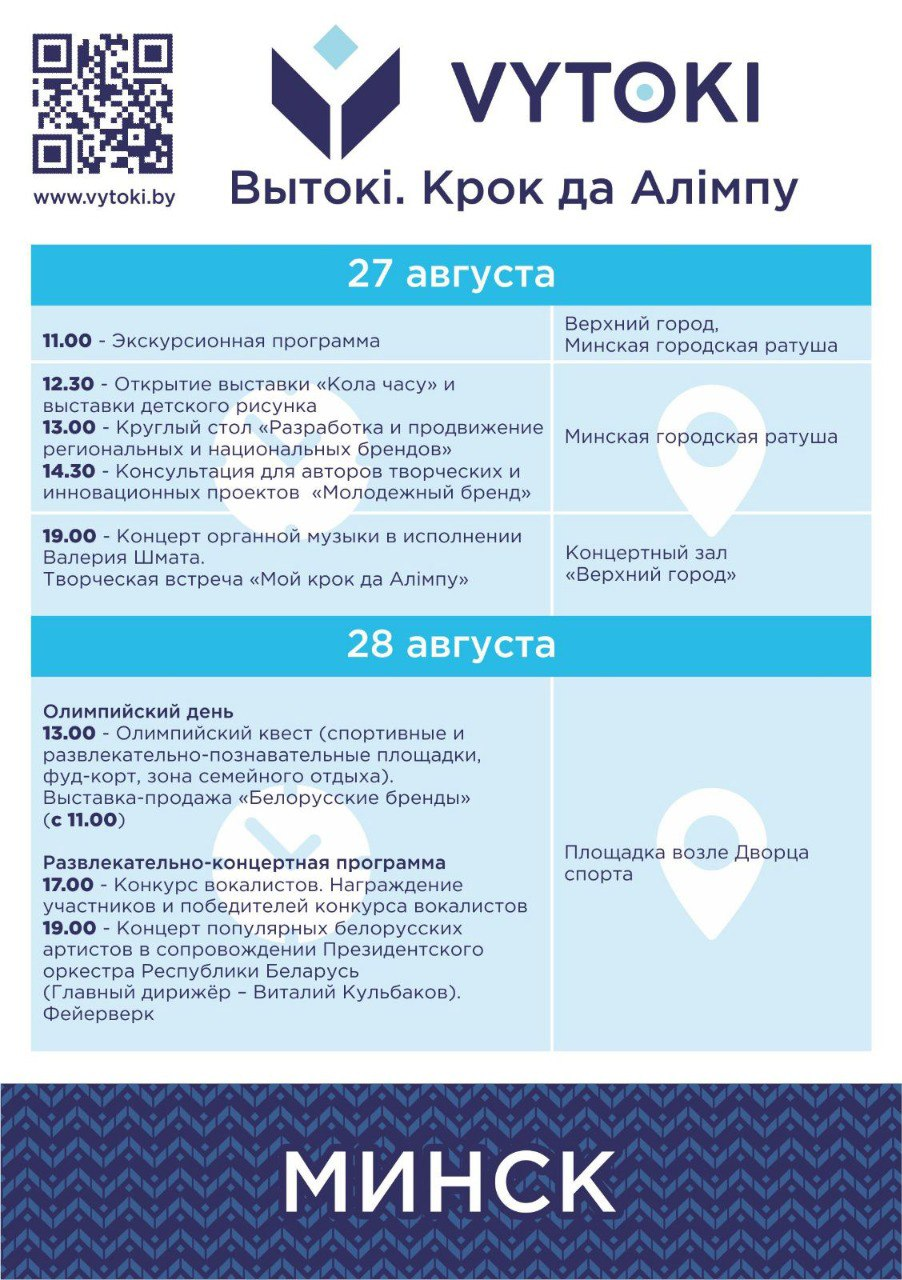 VYTOKI
www.vytoki.by
Вытокі. Крок да Алімпу
27 августа
11.00 - Экскурсионная программа
Верхний город,
Минская городская ратуша
12.30 - Открытие выставки «Кола часу» и
выставки детского рисунка
13.00 - Круглый стол «Разработка и продвижение
региональных и национальных брендов»
14.30 - Консультация для авторов творческих и
инновационных проектов «Молодежный бренд»
Минская городская ратуша
19.00 - Концерт органной музыки в исполнении
Валерия Шмата.
Творческая встреча «Мой крок да Алімпу»
Концертный зал
«Верхний город»
28 августа
Олимпийский день
13.00 - Олимпийский квест (спортивные и
развлекательно-познавательные площадки,
фуд-корт, зона семейного отдыха).
Выставка-продажа «Белорусские бренды»
(с 11.00)
Развлекательно-концертная программа
17.00 - Конкурс вокалистов. Награждение
участников и победителей конкурса вокалистов
19.00 - Концерт популярных белорусских
артистов в сопровождении Президентского
оркестра Республики Беларусь
(Главный дирижёр – Виталий Кульбаков).
Фейерверк
Площадка возле Дворца
спорта
МИНСК